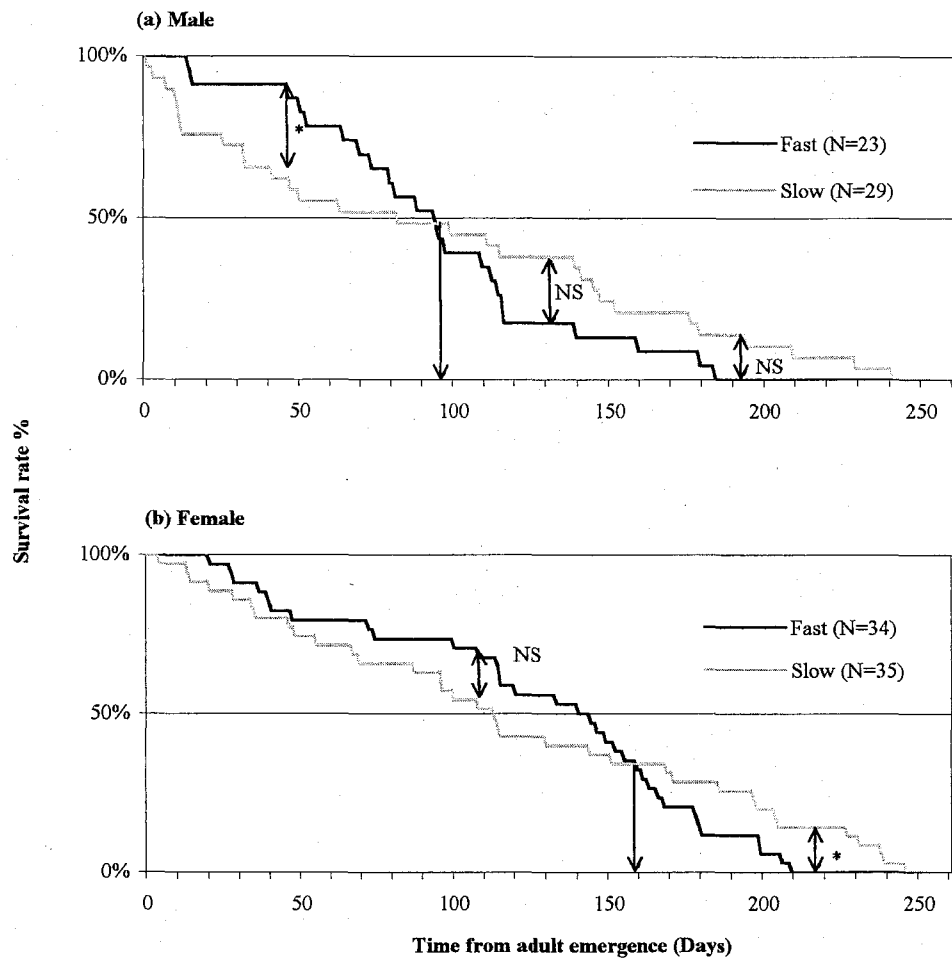 (a) Male
100%
50%
0%
*
NS
NS
Fast (N=23)
Slow (N=29)
0 50 100 150 200 250
Survival rate %
(b) Female
100%
50%
0%
NS
*
Fast (N=34)
Slow (N=35)
0 50 100 150 200 250
Time from adult emergence (Days)